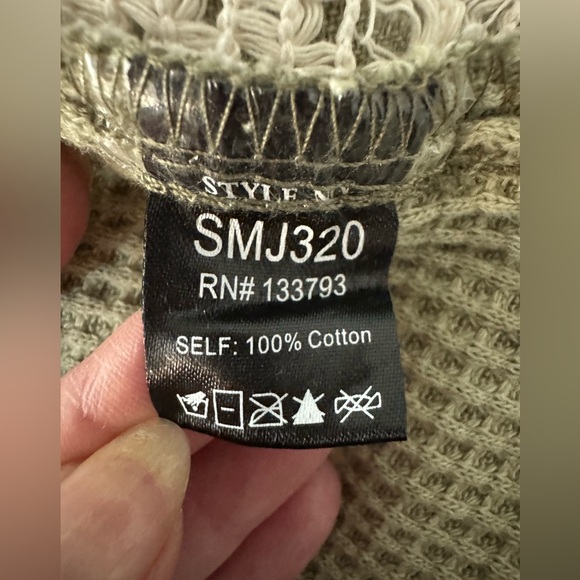 STYLE
SMJ320
RN# 133793
SELF: 100% Cotton